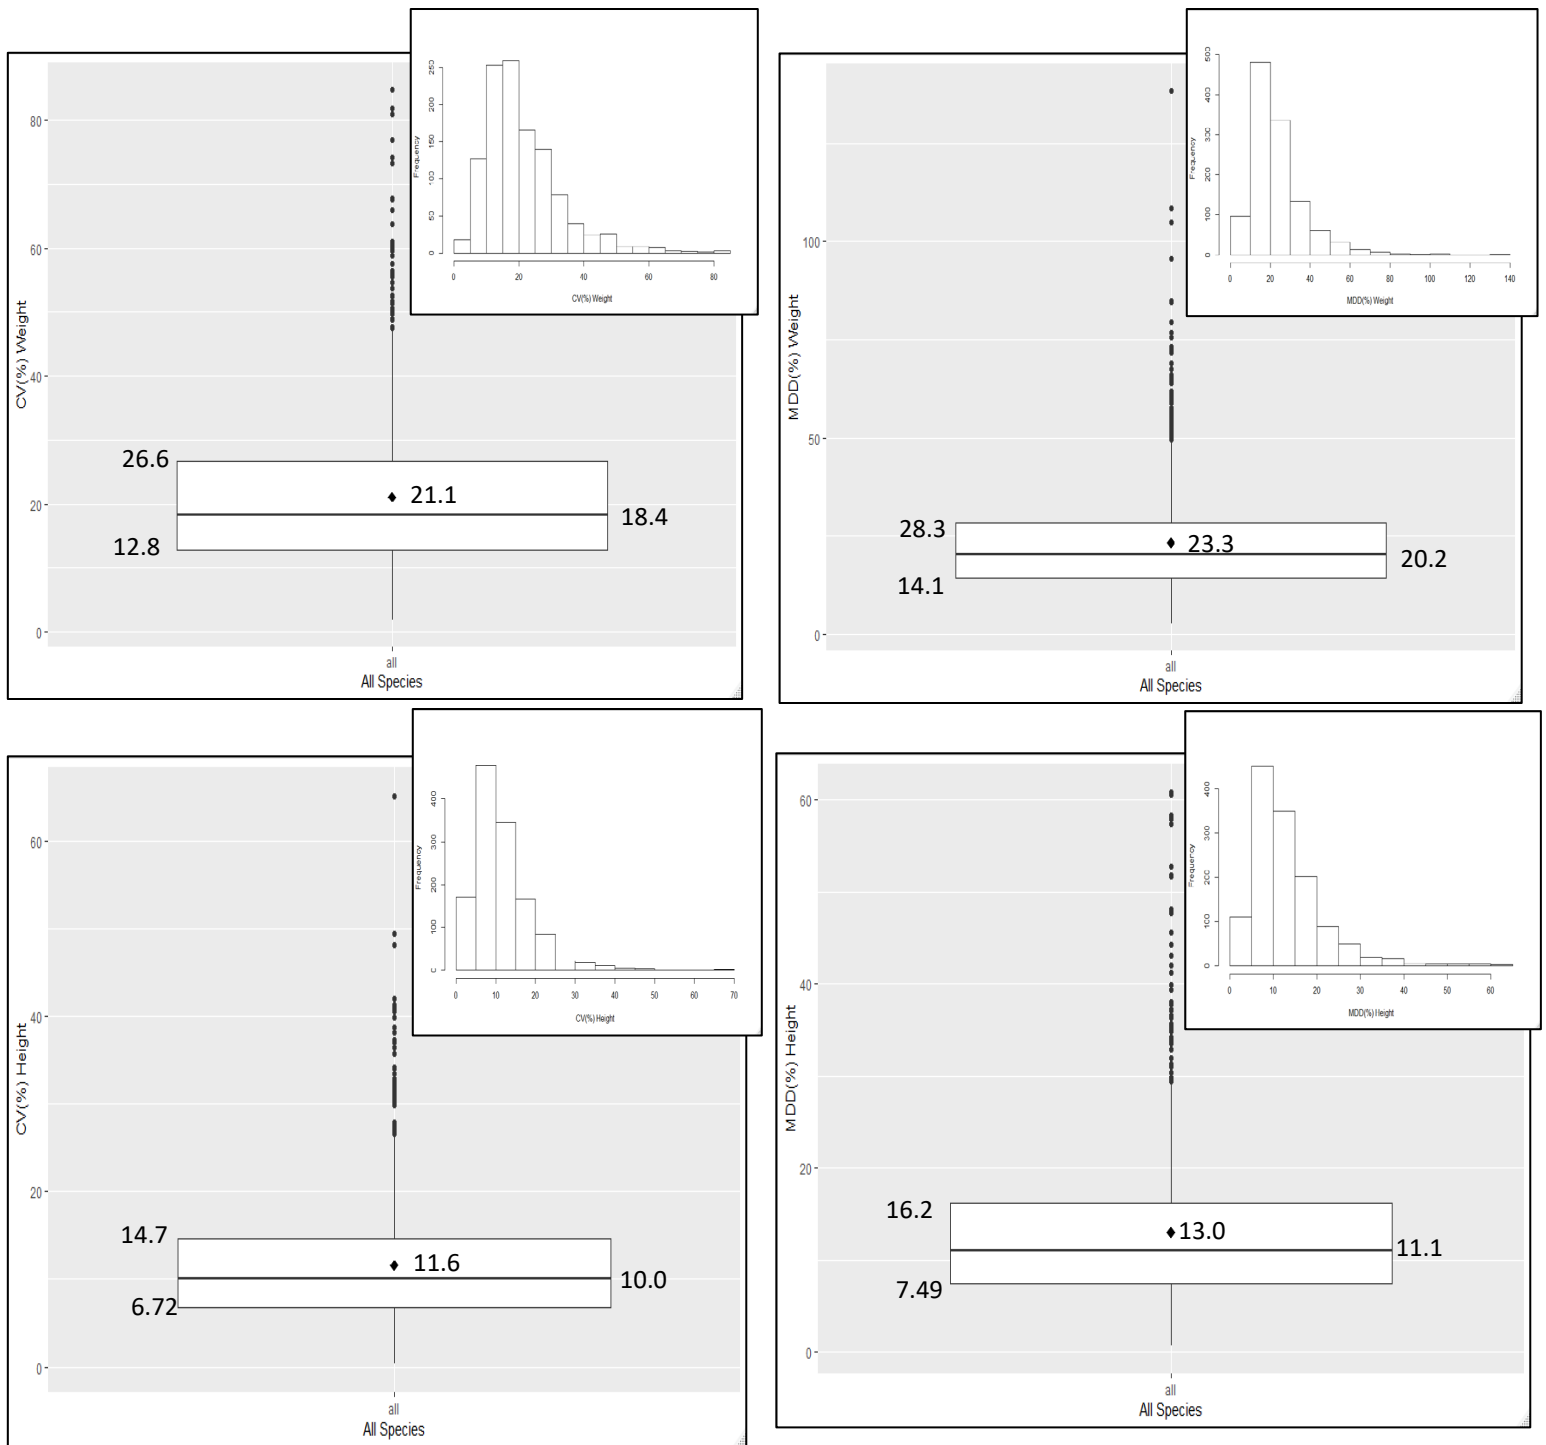 CV(%) Weight
80
60
40
20
0
26.6
12.8
21.1
18.4
all
All Species
Frequency
250
200
150
100
50
0
0 20 40 60 80
CV(%) Weight
MDD(%) Weight
100
50
0
28.3
14.1
23.3
20.2
all
All Species
Frequency
500
400
300
200
100
0
0 20 40 60 80 100 120 140
MDD(%) Weight
CV(%) Height
60
40
20
0
14.7
6.72
11.6
10.0
all
All Species
Frequency
400
300
200
100
0
0 10 20 30 40 50 60 70
CV(%) Height
MDD(%) Height
60
40
20
0
16.2
7.49
13.0
11.1
all
All Species
Frequency
400
300
200
100
0
0 10 20 30 40 50 60
MDD(%) Height